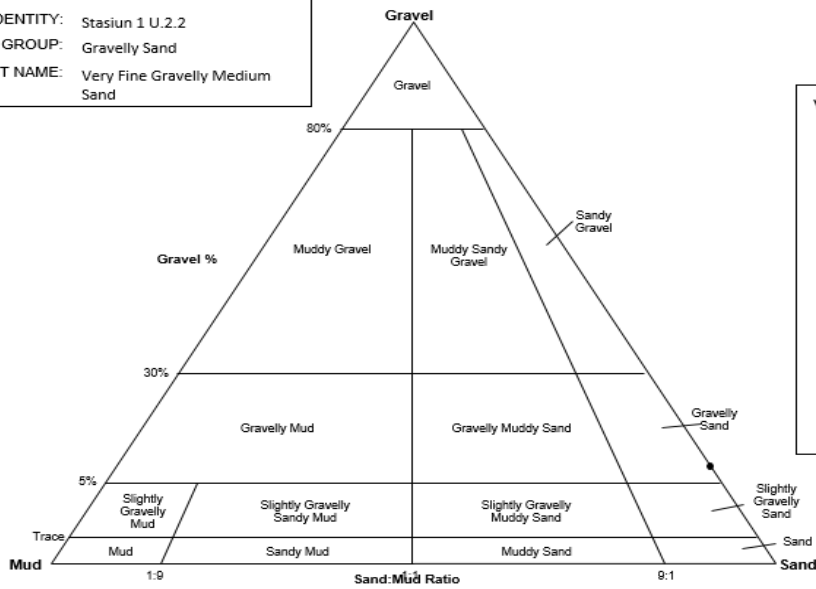 DENTITY: Stasiun 1 U.2.2
GROUP: Gravelly Sand
T NAME: Very Fine Gravelly Medium
Sand
Gravel
Gravel
80%
Sandy
Gravel
Muddy Gravel
Muddy Sandy
Gravel
Gravel %
30%
Gravelly
Sand
Gravelly Mud
Gravelly Muddy Sand
5%
Slightly
Gravelly
Mud
Slightly Gravelly
Sandy Mud
Slightly Gravelly
Muddy Sand
Slightly
Gravelly
Sand
Trace
Mud
Sandy Mud
Muddy Sand
Sand
Mud
Sand
1:9
1:1
9:1
Sand:Mud Ratio